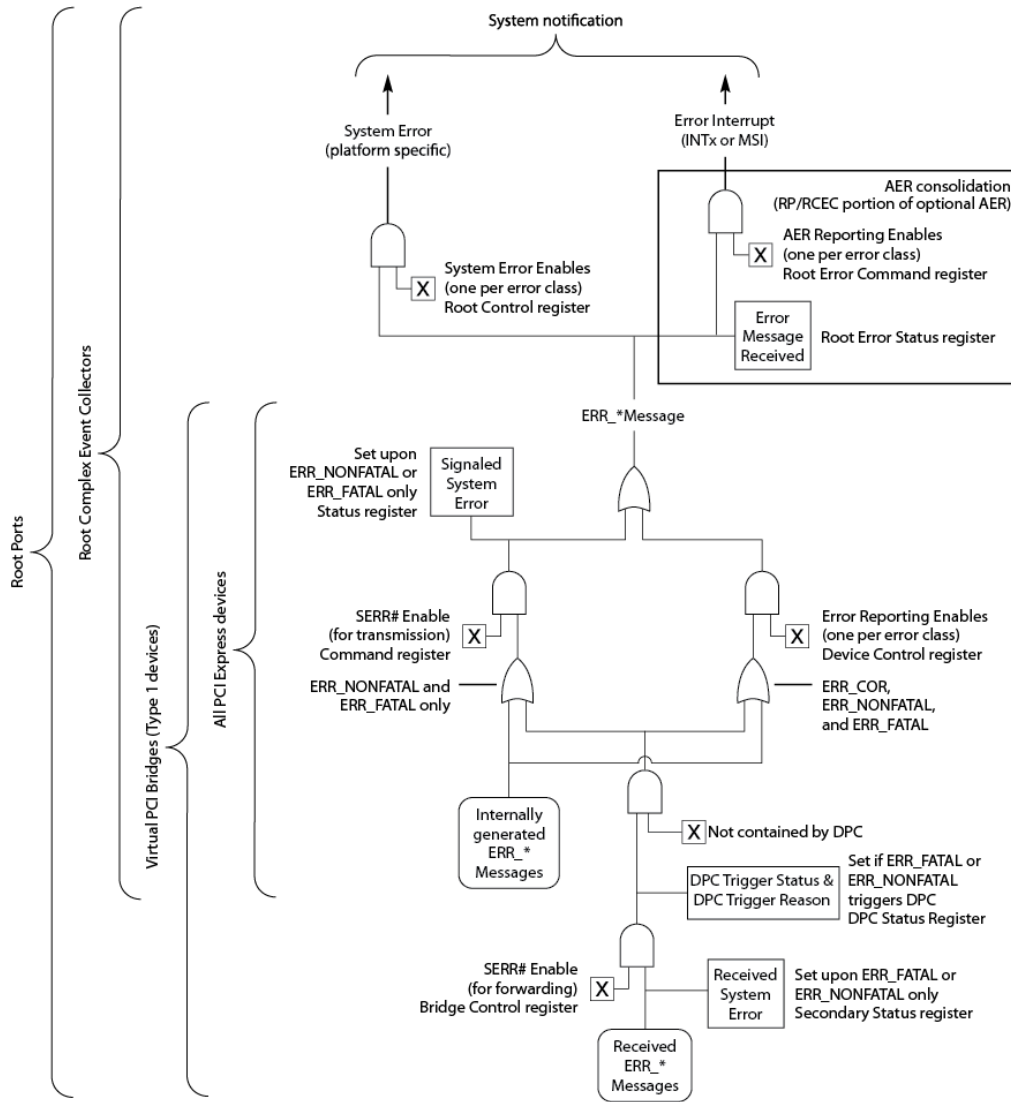 System notification
System Error
(platform specific)
Error Interrupt
(INTx or MSI)
AER consolidation
(RP/RCEC portion of optional AER)
AER Reporting Enables
(one per error class)
Root Error Command register
X
System Error Enables
(one per error class)
Root Control register
X
Error
Message
Received
Root Error Status register
ERR_*Message
Set upon
ERR_NONFATAL or
ERR_FATAL only
Status register
Signaled
System
Error
SERR# Enable
(for transmission)
Command register
X
Error Reporting Enables
(one per error class)
Device Control register
X
ERR_NONFATAL and
ERR_FATAL only
ERR_COR,
ERR_NONFATAL,
and ERR_FATAL
Internally
generated
ERR_*
Messages
X
Not contained by DPC
DPC Trigger Status &
DPC Trigger Reason
Set if ERR_FATAL or
ERR_NONFATAL
triggers DPC
DPC Status Register
SERR# Enable
(for forwarding)
Bridge Control register
X
Received
System
Error
Set upon ERR_FATAL or
ERR_NONFATAL only
Secondary Status register
Received
ERR_*
Messages
Root Ports
Root Complex Event Collectors
Virtual PCI Bridges (Type 1 devices)
All PCI Express devices